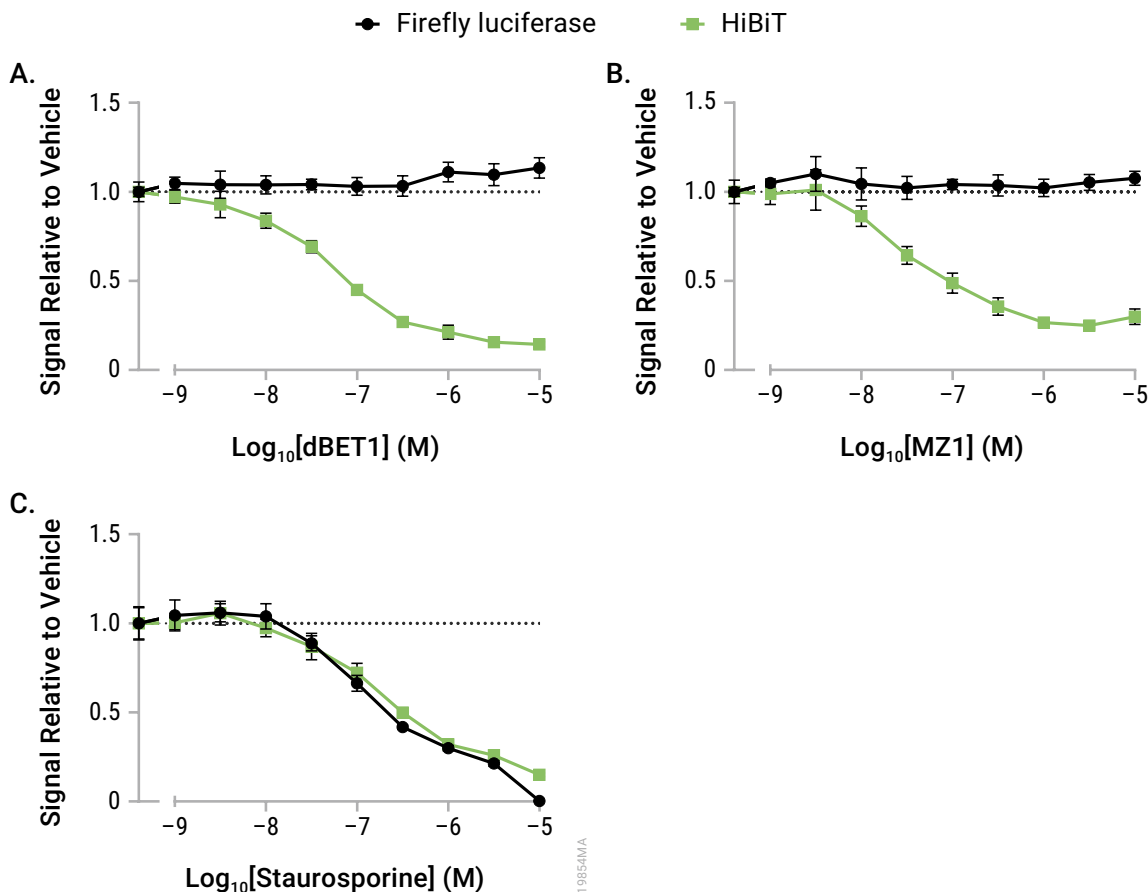 Firefly luciferase HiBiT
A.
Signal Relative to Vehicle
1.5
1.0
0.5
0
−9 −8 −7 −6 −5
Log₁₀[dBET1] (M)
B.
Signal Relative to Vehicle
1.5
1.0
0.5
0
−9 −8 −7 −6 −5
Log₁₀[MZ1] (M)
C.
Signal Relative to Vehicle
1.5
1.0
0.5
0
−9 −8 −7 −6 −5
Log₁₀[Staurosporine] (M)
19854MA